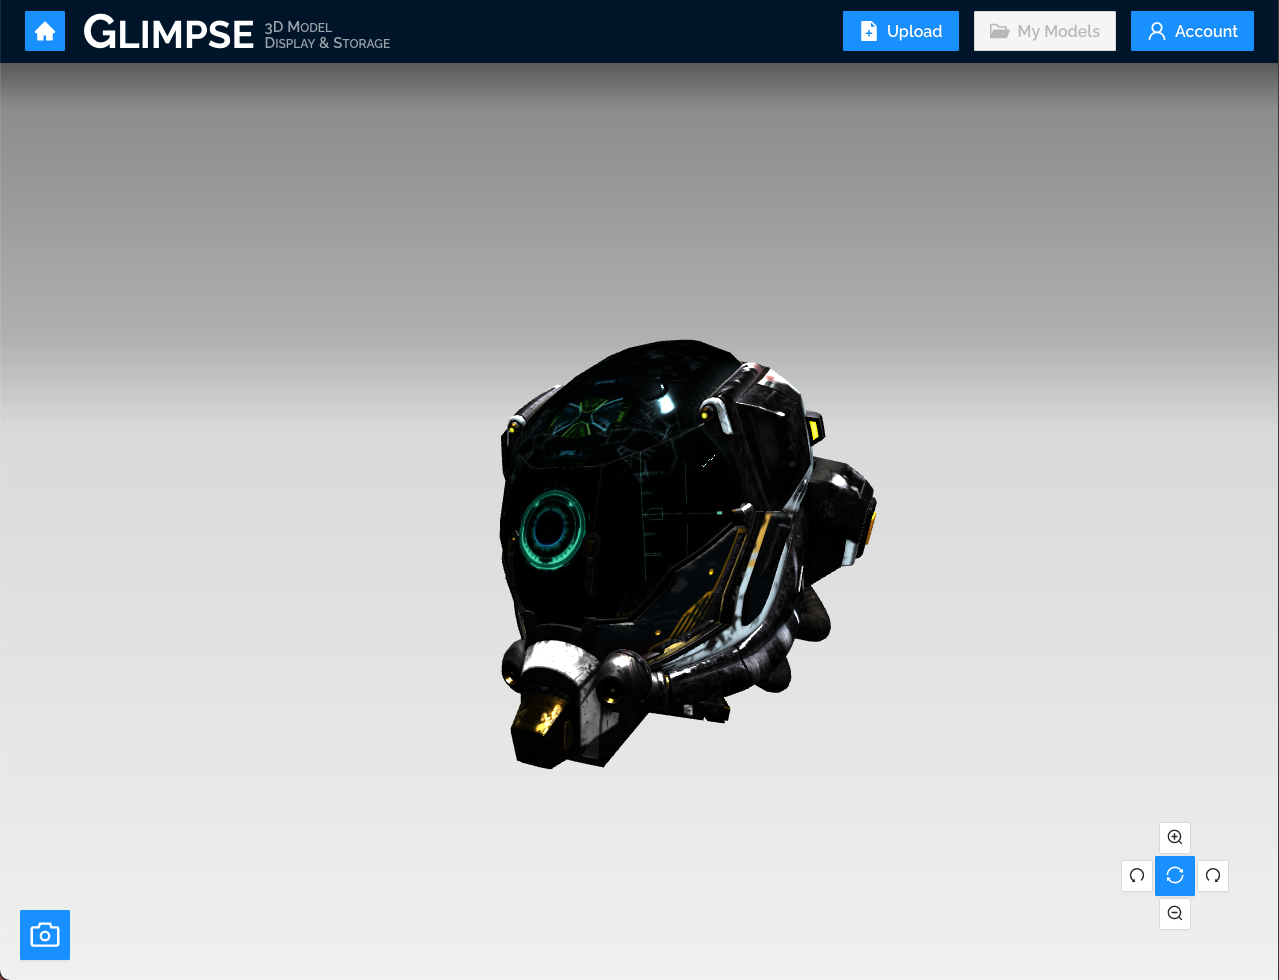 GLIMPSE
3D MODEL
DISPLAY & STORAGE
Upload
My Models
Account